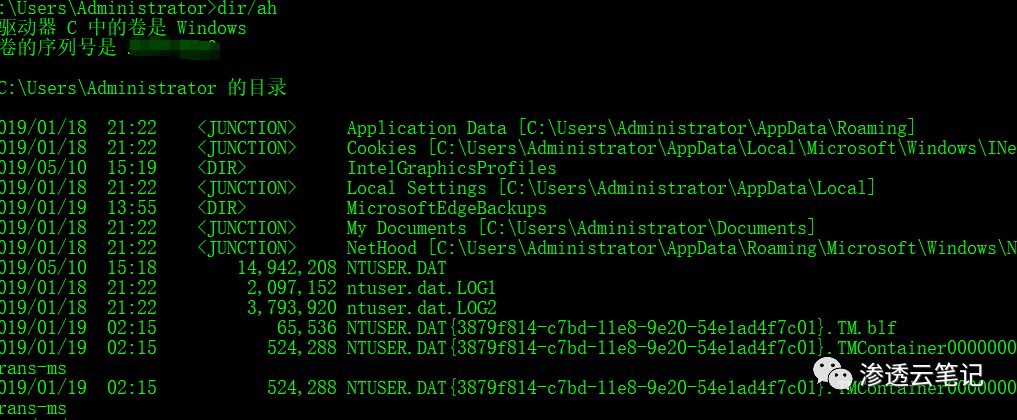 :\Users\Administrator>dir/ah
驱动器 C 中的卷是 Windows
卷的序列号是
C:\Users\Administrator 的目录
019/01/18  21:22    <JUNCTION>     Application Data [C:\Users\Administrator\AppData\Roaming]
019/01/18  21:22    <JUNCTION>     Cookies [C:\Users\Administrator\AppData\Local\Microsoft\Windows\INe
019/05/10  15:19    <DIR>          IntelGraphicsProfiles
019/01/18  21:22    <JUNCTION>     Local Settings [C:\Users\Administrator\AppData\Local]
019/01/19  13:55    <DIR>          MicrosoftEdgeBackups
019/01/18  21:22    <JUNCTION>     My Documents [C:\Users\Administrator\Documents]
019/01/18  21:22    <JUNCTION>     NetHood [C:\Users\Administrator\AppData\Roaming\Microsoft\Windows\N
019/05/10  15:18        14,942,208 NTUSER.DAT
019/01/18  21:22         2,097,152 ntuser.dat.LOG1
019/01/18  21:22         3,793,920 ntuser.dat.LOG2
019/01/19  02:15            65,536 NTUSER.DAT{3879f814-c7bd-11e8-9e20-54e1ad4f7c01}.TM.blf
019/01/19  02:15           524,288 NTUSER.DAT{3879f814-c7bd-11e8-9e20-54e1ad4f7c01}.TMContainer0000000
rans-ms
019/01/19  02:15           524,288 NTUSER.DAT{3879f814-c7bd-11e8-9e20-54e1ad4f7c01}.TMContainer0000000
rans-ms
渗透云笔记